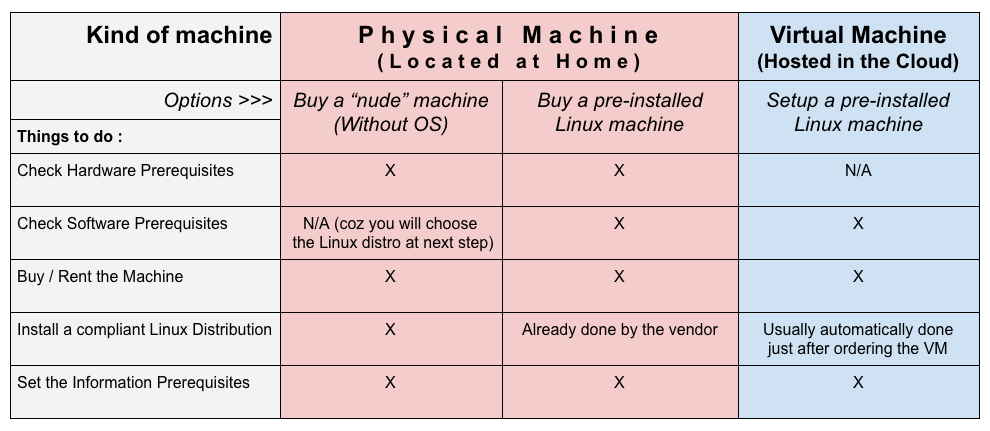 Kind of machine
Physical Machine
(Located at Home)
Virtual Machine
(Hosted in the Cloud)
Options >>>
Buy a “nude” machine
(Without OS)
Buy a pre-installed
Linux machine
Setup a pre-installed
Linux machine
Things to do :
Check Hardware Prerequisites
X
X
N/A
Check Software Prerequisites
N/A (coz you will choose
the Linux distro at next step)
X
X
Buy / Rent the Machine
X
X
X
Install a compliant Linux Distribution
X
Already done by the vendor
Usually automatically done
just after ordering the VM
Set the Information Prerequisites
X
X
X